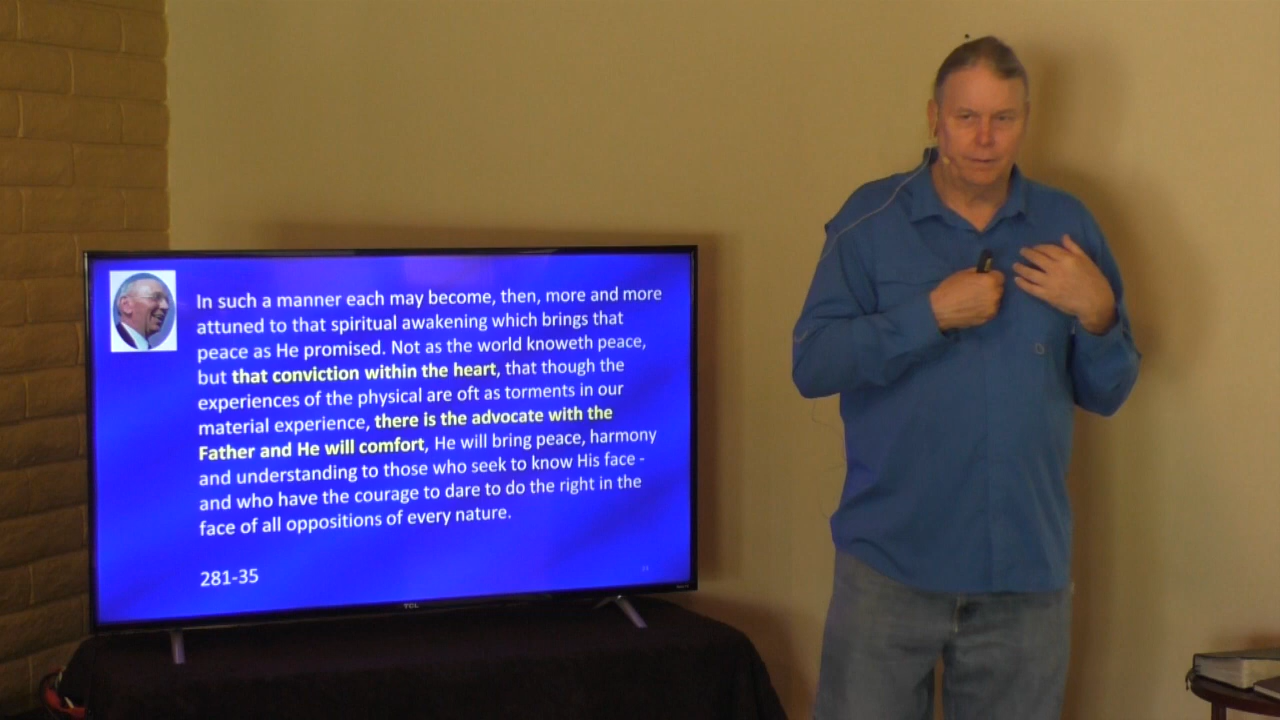 In such a manner each may become, then, more and more
attuned to that spiritual awakening which brings that
peace as He promised. Not as the world knoweth peace,
but that conviction within the heart, that though the
experiences of the physical are oft as torments in our
material experience, there is the advocate with the
Father and He will comfort, He will bring peace, harmony
and understanding to those who seek to know His face -
and who have the courage to dare to do the right in the
face of all oppositions of every nature.
281-35
TCL